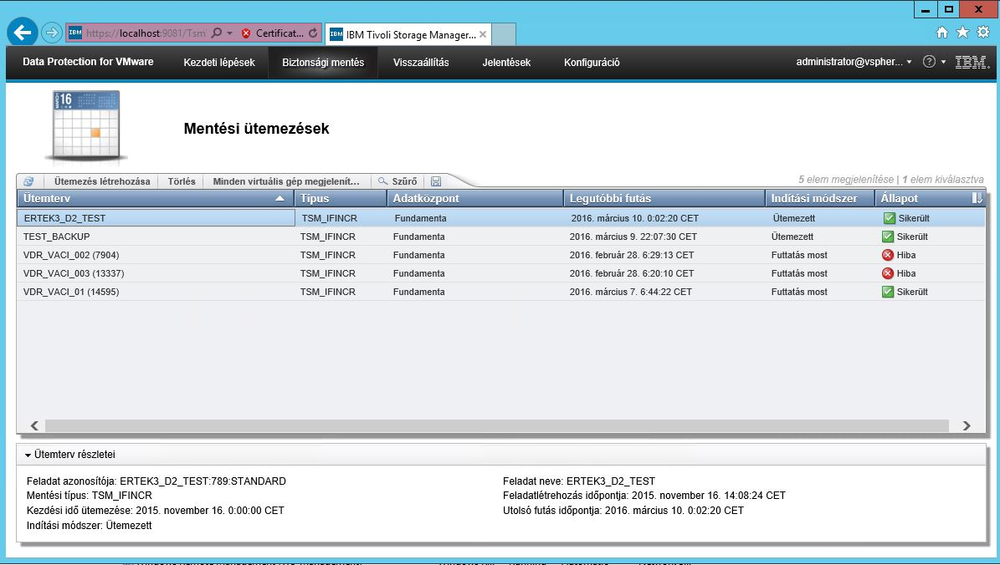 https://localhost:9081/Tsm
Certificat...
IBM Tivoli Storage Manager...
Data Protection for VMware Kezdeti lépések Biztonsági mentés Visszaállítás Jelentések Konfiguráció administrator@vspher... IBM
MARCH 16
Mentési ütemezések
Ütemezés létrehozása Törlés Minden virtuális gép megjelenít... Szűrő 5 elem megjelenítése | 1 elem kiválasztva
Ütemterv Típus Adatközpont Legutóbbi futás Indítási módszer Állapot
ERTEK3_D2_TEST TSM_IFINCR Fundamenta 2016. március 10. 0:02:20 CET Ütemezett Sikerült
TEST_BACKUP TSM_IFINCR Fundamenta 2016. március 9. 22:07:30 CET Ütemezett Sikerült
VDR_VACI_002 (7904) TSM_IFINCR Fundamenta 2016. február 28. 6:29:13 CET Futtatás most Hiba
VDR_VACI_003 (13337) TSM_IFINCR Fundamenta 2016. február 28. 6:20:10 CET Futtatás most Hiba
VDR_VACI_01 (14595) TSM_IFINCR Fundamenta 2016. március 7. 6:44:22 CET Futtatás most Sikerült
Ütemterv részletei
Feladat azonosítója: ERTEK3_D2_TEST:789:STANDARD Feladat neve: ERTEK3_D2_TEST
Mentési típus: TSM_IFINCR Feladatlétrehozás időpontja: 2015. november 16. 14:08:24 CET
Kezdési idő ütemezése: 2015. november 16. 0:00:00 CET Utolsó futás időpontja: 2016. március 10. 0:02:20 CET
Indítási módszer: Ütemezett